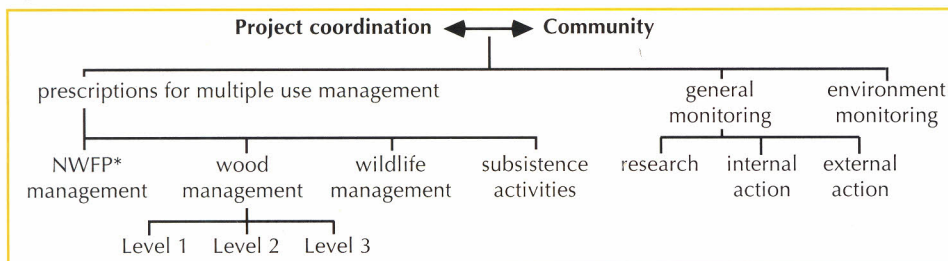 Project coordination Community
prescriptions for multiple use management
general monitoring
environment monitoring
NWFP* management
wood management
wildlife management
subsistence activities
research
internal action
external action
Level 1 Level 2 Level 3